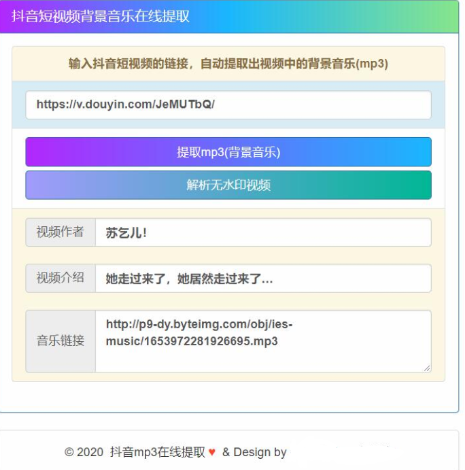 抖音短视频背景音乐在线提取
输入抖音短视频的链接，自动提取出视频中的背景音乐(mp3)
https://v.douyin.com/JeMUTbQ/
提取mp3(背景音乐)
解析无水印视频
视频作者
苏乞儿!
视频介绍
她走过来了，她居然走过来了...
音乐链接
http://p9-dy.byteimg.com/obj/ies-
music/1653972281926695.mp3
© 2020 抖音mp3在线提取 ♥ & Design by